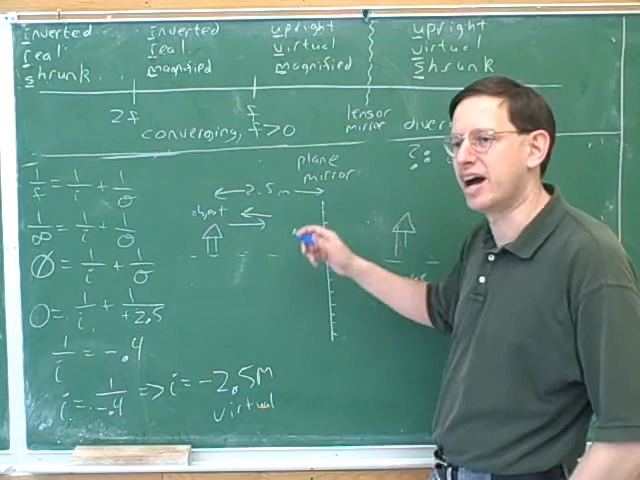 inverted inverted upright upright
real real virtual virtual
shrunk magnified magnified shrunk
2f f lens or mirror
converging, f>0
plane mirror
2.5m
object
1/f = 1/i + 1/o
1/∞ = 1/i + 1/o
0 = 1/i + 1/o
0 = 1/i + 1/+2.5
1/i = -.4
i = 1/-.4 => i = -2.5m
virtual